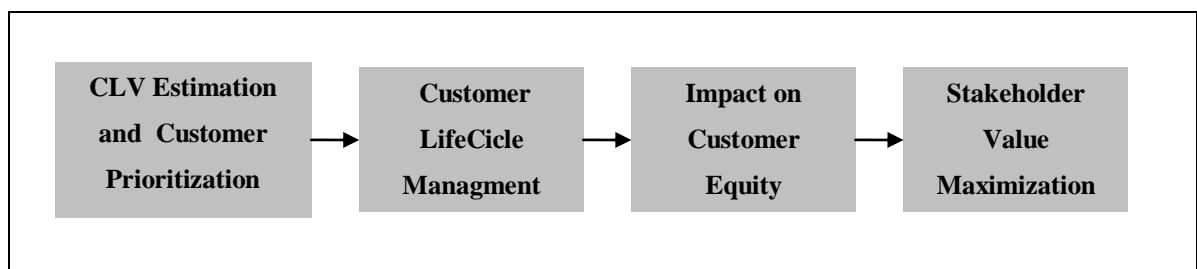 CLV Estimation
and Customer
Prioritization
Customer
LifeCicle
Managment
Impact on
Customer
Equity
Stakeholder
Value
Maximization